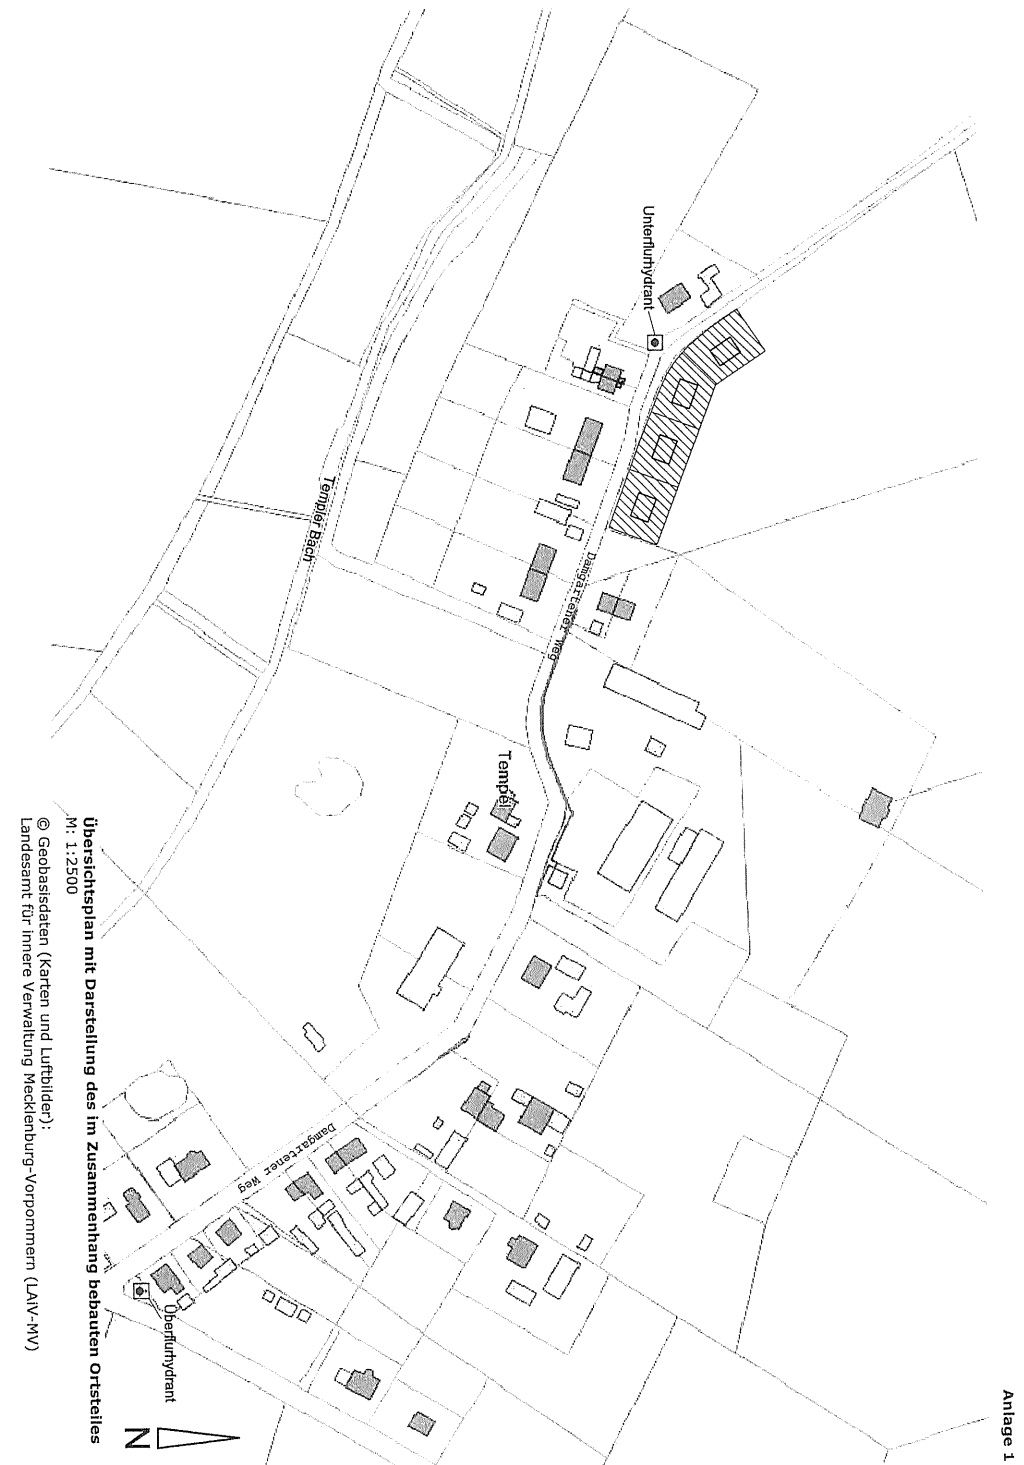 Anlage 1
Unterflurhydrant
Templer Bach
Damgartener Weg
Tempel
Damgartener Weg
Überflurhydrant
N
Übersichtsplan mit Darstellung des im Zusammenhang bebauten Ortsteiles
M: 1:2500
© Geobasisdaten (Karten und Luftbilder):
Landesamt für innere Verwaltung Mecklenburg-Vorpommern (LAiV-MV)